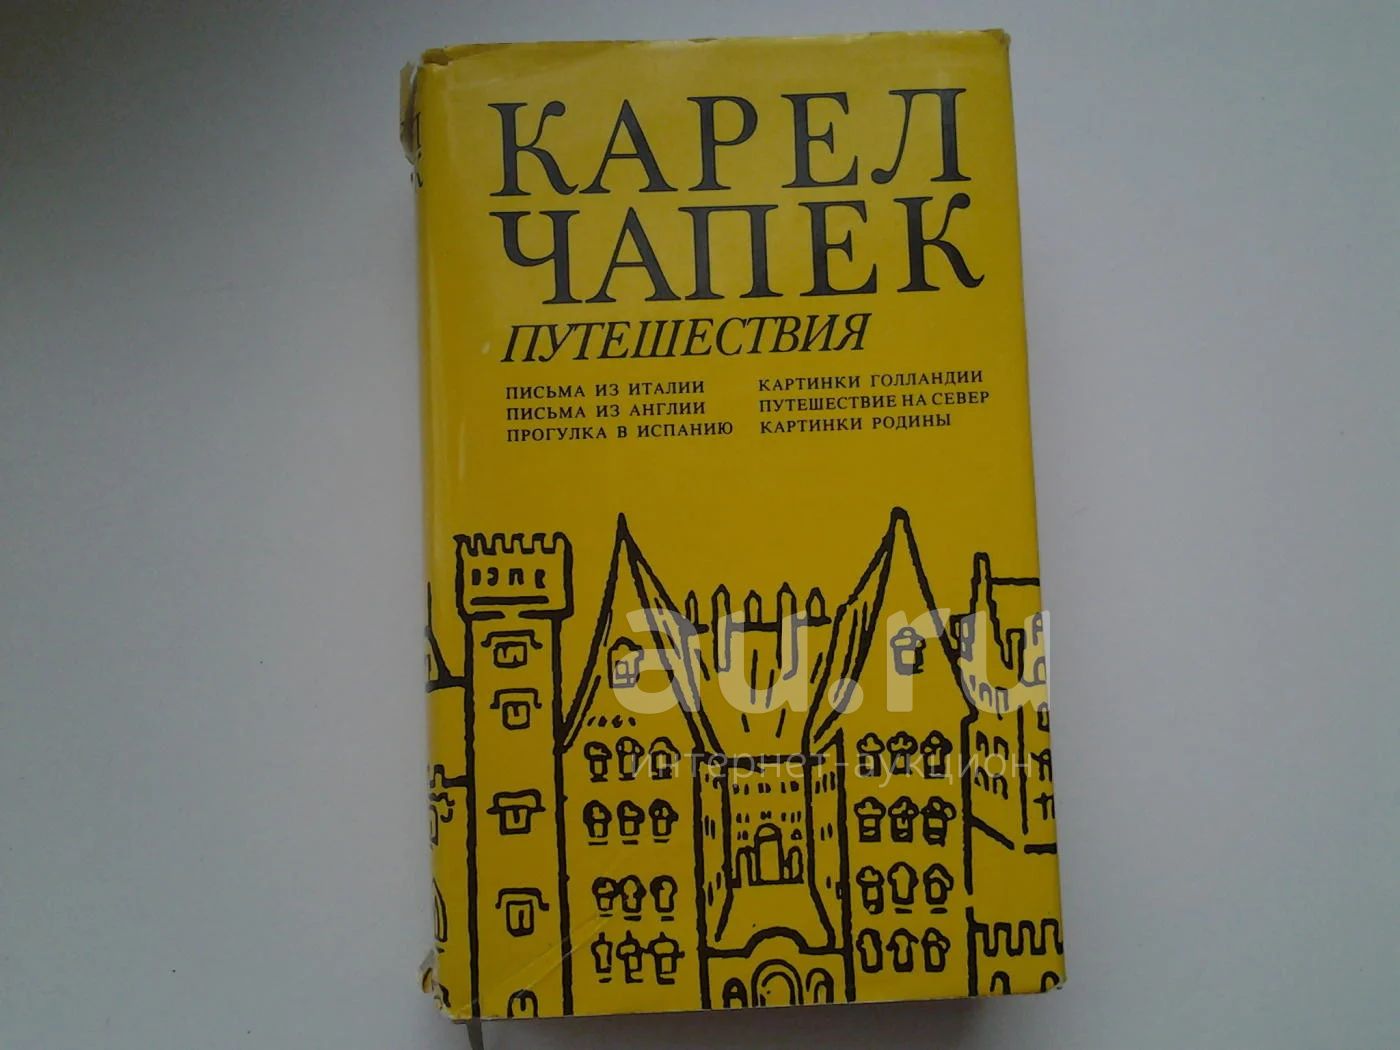 КАРЕЛ
ЧАПЕК
ПУТЕШЕСТВИЯ
ПИСЬМА ИЗ ИТАЛИИ
ПИСЬМА ИЗ АНГЛИИ
ПРОГУЛКА В ИСПАНИЮ
КАРТИНКИ ГОЛЛАНДИИ
ПУТЕШЕСТВИЕ НА СЕВЕР
КАРТИНКИ РОДИНЫ
au.ru
интернет-аукцион